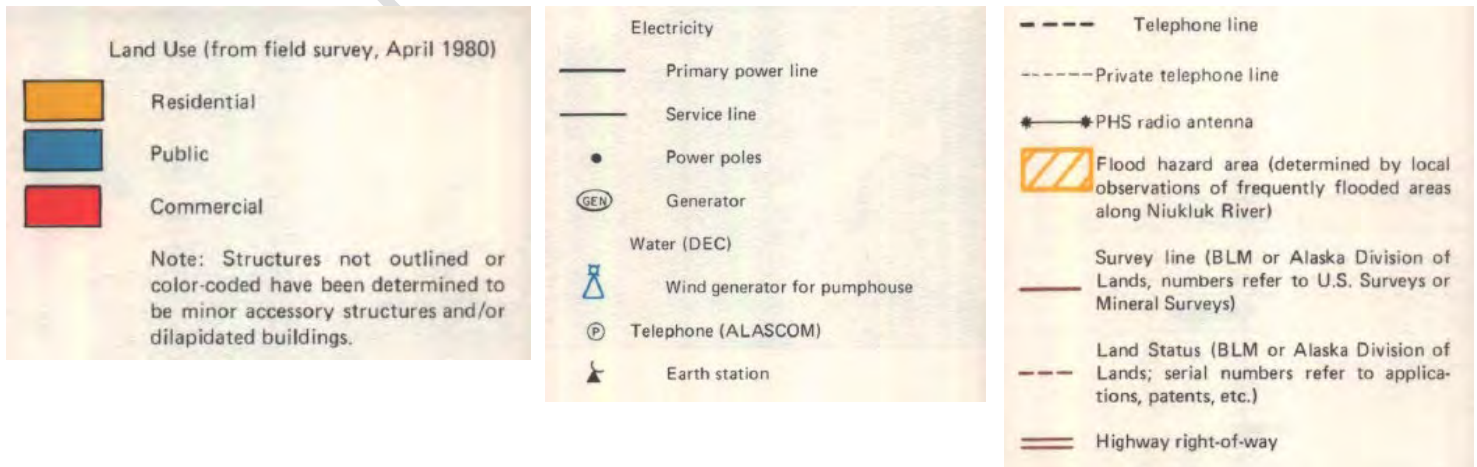 Land Use (from field survey, April 1980)
Residential
Public
Commercial
Note: Structures not outlined or
color-coded have been determined to
be minor accessory structures and/or
dilapidated buildings.
Electricity
Primary power line
Service line
Power poles
GEN Generator
Water (DEC)
Wind generator for pumphouse
P Telephone (ALASCOM)
Earth station
Telephone line
Private telephone line
PHS radio antenna
Flood hazard area (determined by local
observations of frequently flooded areas
along Niukluk River)
Survey line (BLM or Alaska Division of
Lands, numbers refer to U.S. Surveys or
Mineral Surveys)
Land Status (BLM or Alaska Division of
Lands; serial numbers refer to applica-
tions, patents, etc.)
Highway right-of-way